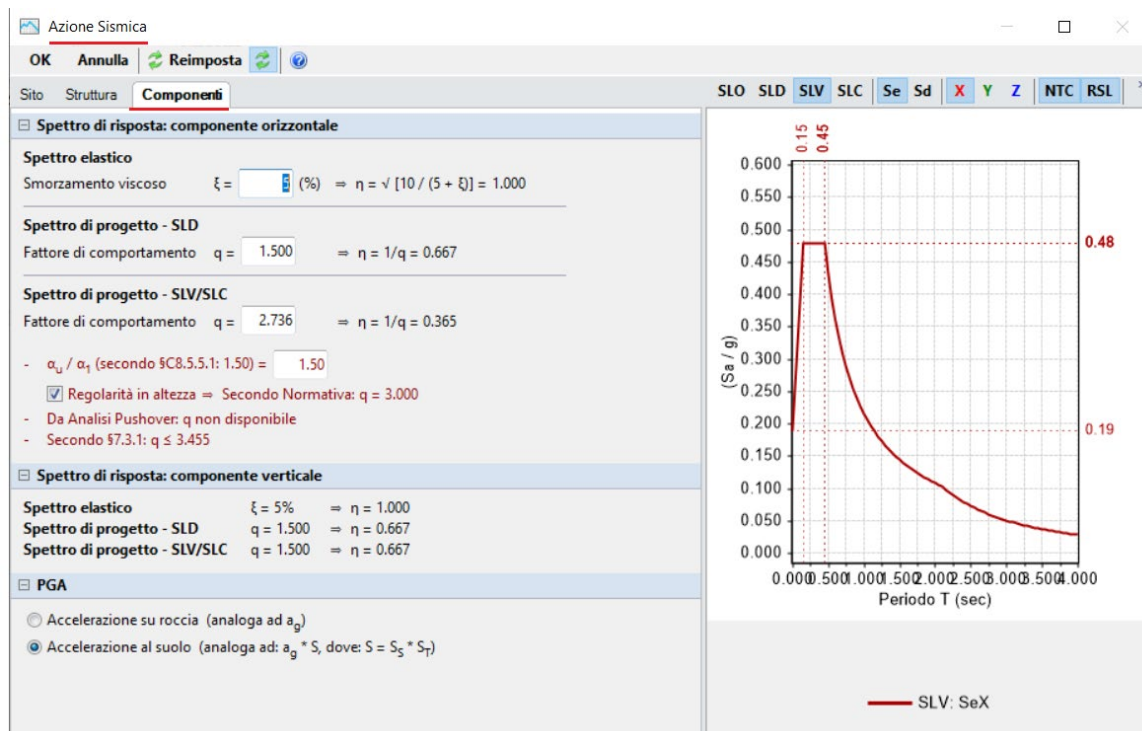 Azione Sismica
OK Annulla Reimposta
Sito Struttura Componenti
Spettro di risposta: componente orizzontale
Spettro elastico
Smorzamento viscoso ξ = 5 (%) ⇒ η = √ [10 / (5 + ξ)] = 1.000
Spettro di progetto - SLD
Fattore di comportamento q = 1.500 ⇒ η = 1/q = 0.667
Spettro di progetto - SLV/SLC
Fattore di comportamento q = 2.736 ⇒ η = 1/q = 0.365
- αu / α1 (secondo §C8.5.5.1: 1.50) = 1.50
Regolarità in altezza ⇒ Secondo Normativa: q = 3.000
- Da Analisi Pushover: q non disponibile
- Secondo §7.3.1: q ≤ 3.455
Spettro di risposta: componente verticale
Spettro elastico ξ = 5% ⇒ η = 1.000
Spettro di progetto - SLD q = 1.500 ⇒ η = 0.667
Spettro di progetto - SLV/SLC q = 1.500 ⇒ η = 0.667
PGA
Accelerazione su roccia (analoga ad ag)
Accelerazione al suolo (analoga ad: ag * S, dove: S = SS * ST)
SLO SLD SLV SLC Se Sd X Y Z NTC RSL
0.15 0.45
0.600
0.550
0.500
0.48
0.450
0.400
0.350
0.300
0.250
0.200
0.19
0.150
0.100
0.050
0.000
(Sa / g)
0.000 0.500 1.000 1.500 2.000 2.500 3.000 3.500 4.000
Periodo T (sec)
SLV: SeX